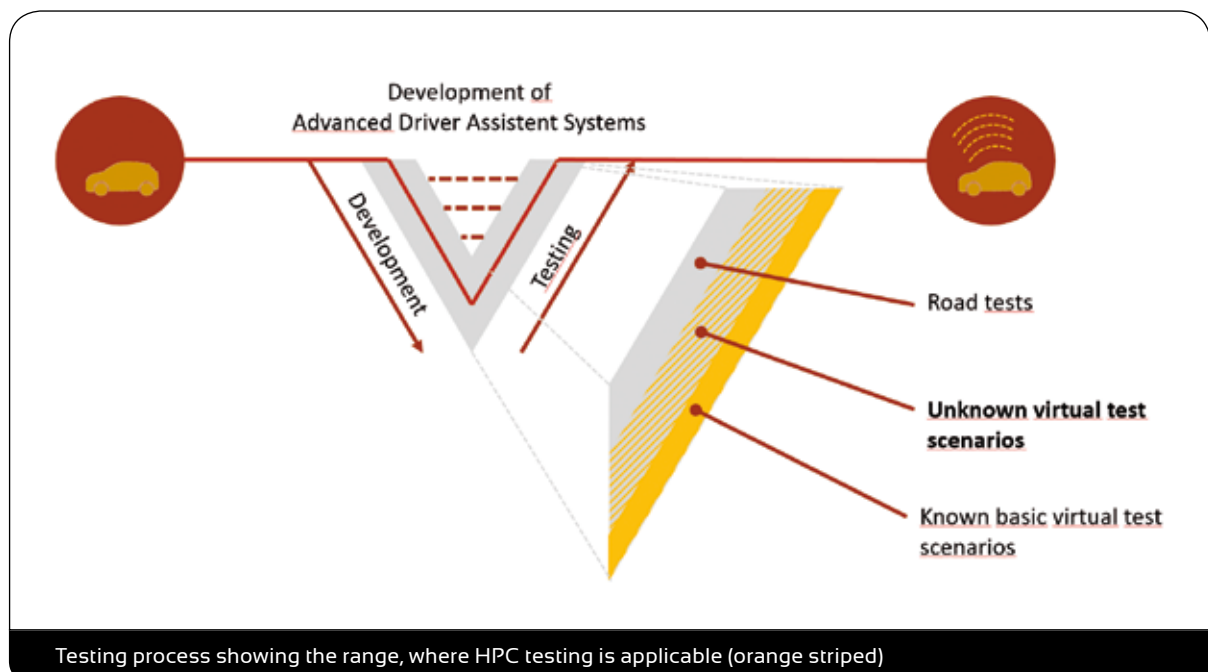 Development of
Advanced Driver Assistent Systems
Development
Testing
Road tests
Unknown virtual test
scenarios
Known basic virtual test
scenarios
Testing process showing the range, where HPC testing is applicable (orange striped)